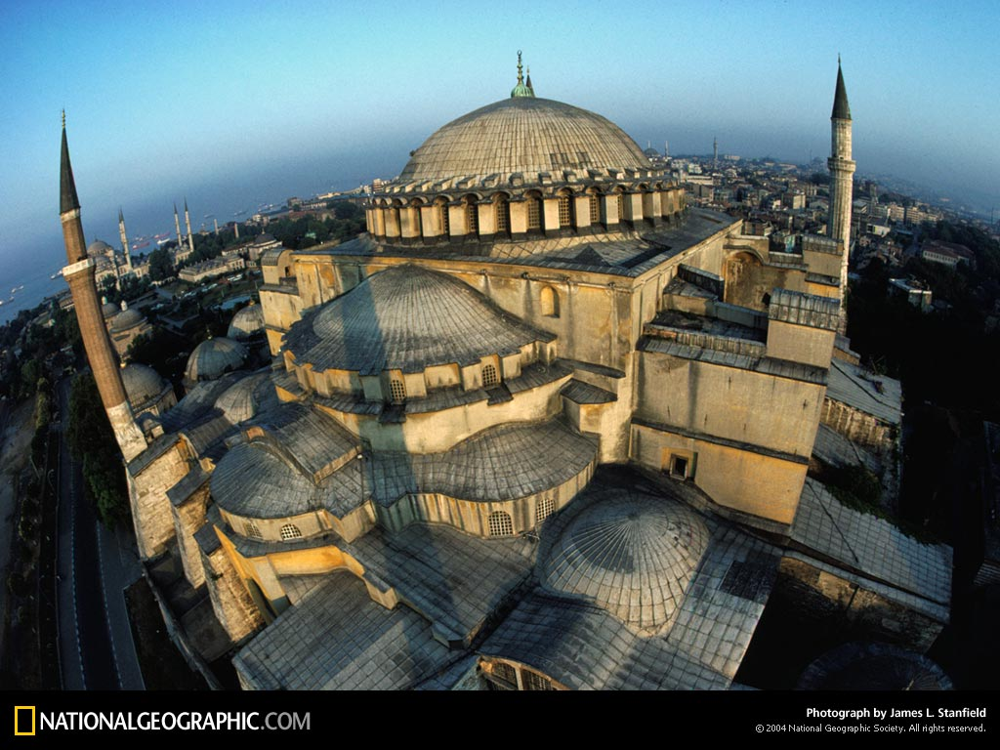 NATIONALGEOGRAPHIC.COM
Photograph by James L. Stanfield
© 2004 National Geographic Society. All rights reserved.